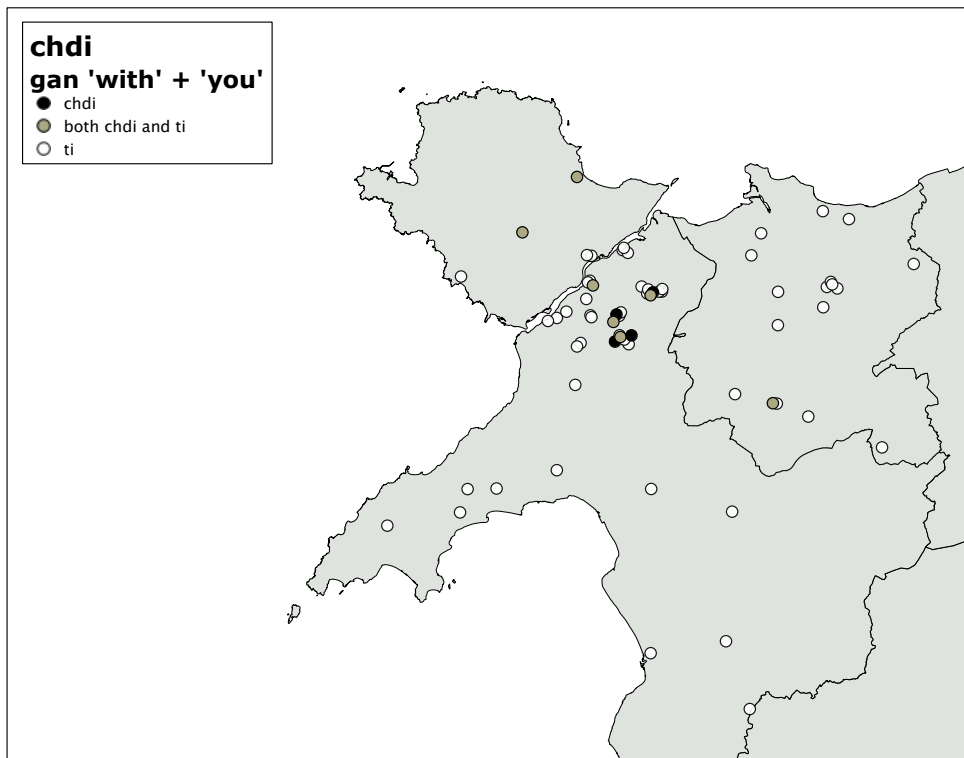 chdi
gan 'with' + 'you'
chdi
both chdi and ti
ti